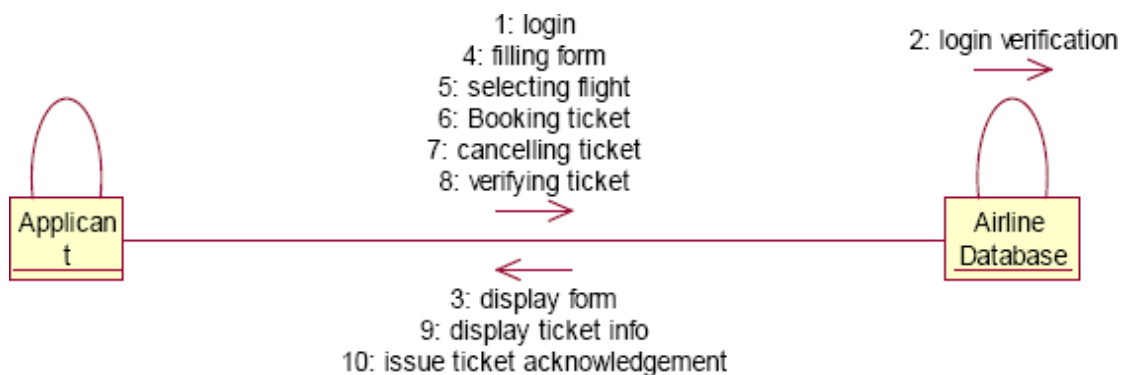 1: login
4: filling form
5: selecting flight
6: Booking ticket
7: cancelling ticket
8: verifying ticket
2: login verification
Applican
t
Airline
Database
3: display form
9: display ticket info
10: issue ticket acknowledgement